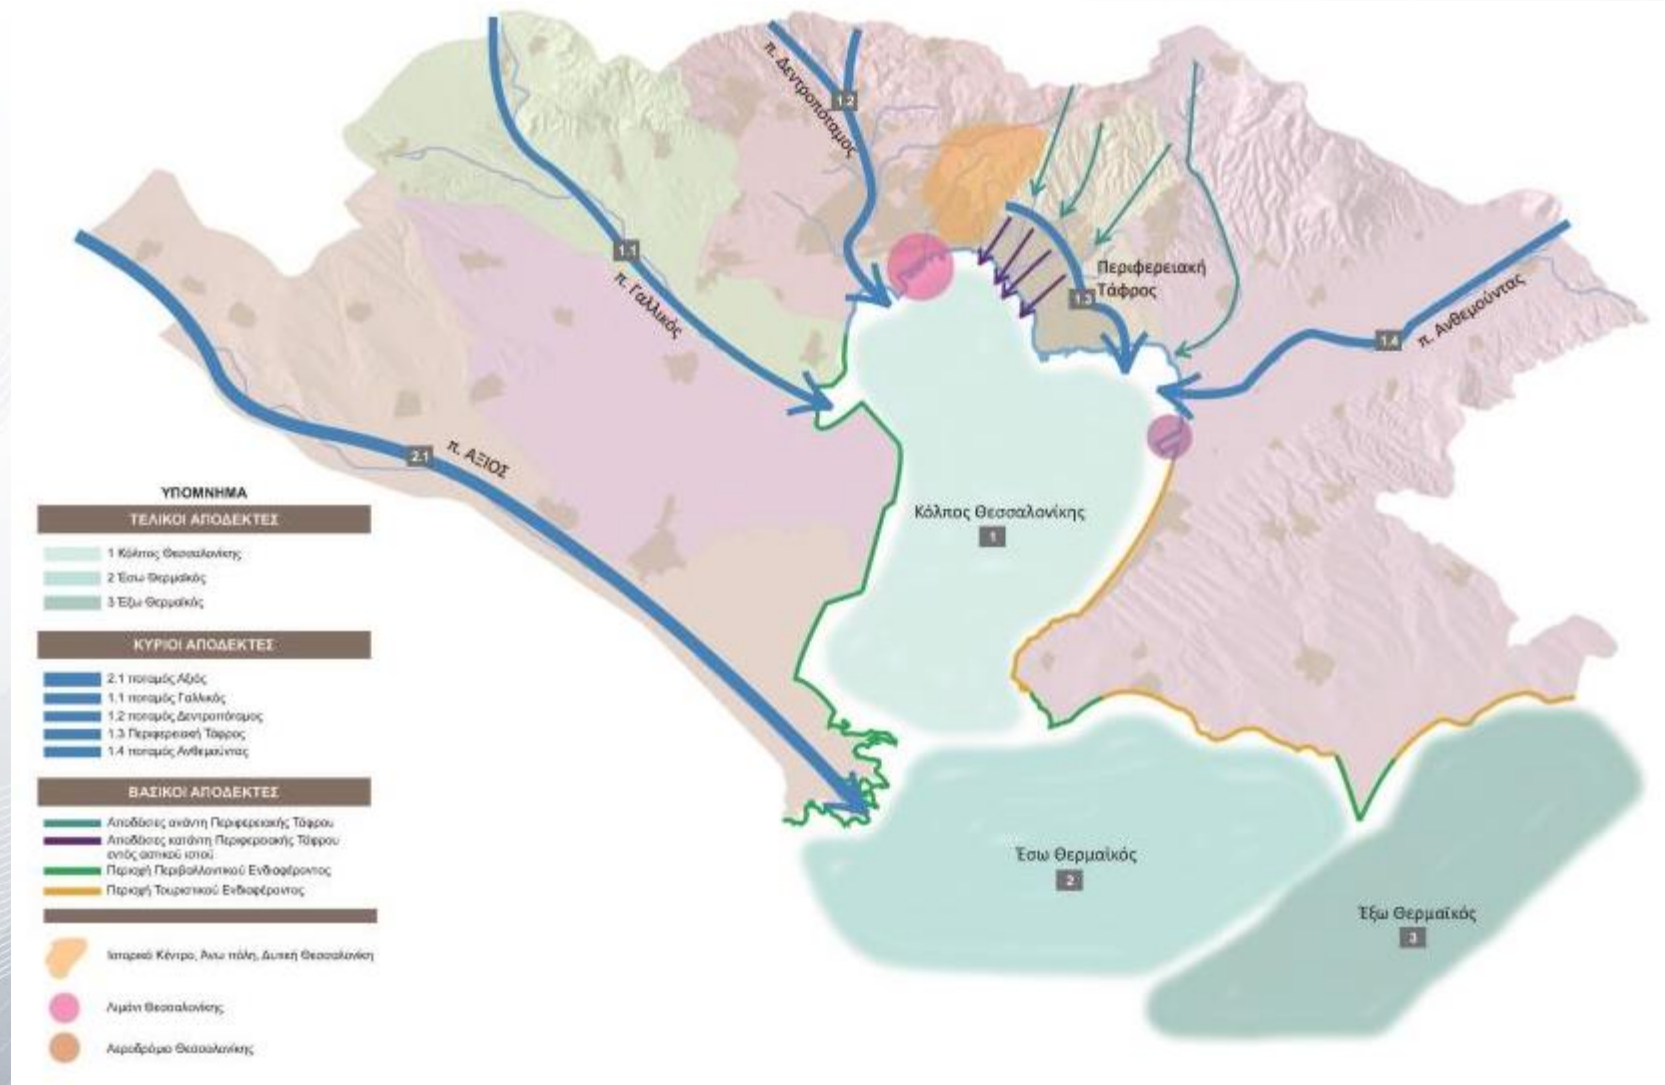 π. Δεντροπόταμος
1.2
1.1
π. Γαλλικός
Περιφερειακή
Τάφρος
1.3
π. Ανθεμούντας
1.4
2.1
π. ΑΞΙΟΣ
Κόλπος Θεσσαλονίκης
1
Έσω Θερμαϊκός
2
Έξω Θερμαϊκός
3
ΥΠΟΜΝΗΜΑ
ΤΕΛΙΚΟΙ ΑΠΟΔΕΚΤΕΣ
1 Κόλπος Θεσσαλονίκης
2 Έσω Θερμαϊκός
3 Έξω Θερμαϊκός
ΚΥΡΙΟΙ ΑΠΟΔΕΚΤΕΣ
2.1 ποταμός Αξιός
1.1 ποταμός Γαλλικός
1.2 ποταμός Δεντροπόταμος
1.3 Περιφερειακή Τάφρος
1.4 ποταμός Ανθεμούντας
ΒΑΣΙΚΟΙ ΑΠΟΔΕΚΤΕΣ
Αποδέκτες ανάντη Περιφερειακής Τάφρου
Αποδέκτες κατάντη Περιφερειακής Τάφρου
εντός αστικού ιστού
Περιοχή Περιβαλλοντικού Ενδιαφέροντος
Περιοχή Τουριστικού Ενδιαφέροντος
Ιστορικό Κέντρο, Άνω πόλη, Δυτική Θεσσαλονίκη
Λιμάνι Θεσσαλονίκης
Αεροδρόμιο Θεσσαλονίκης